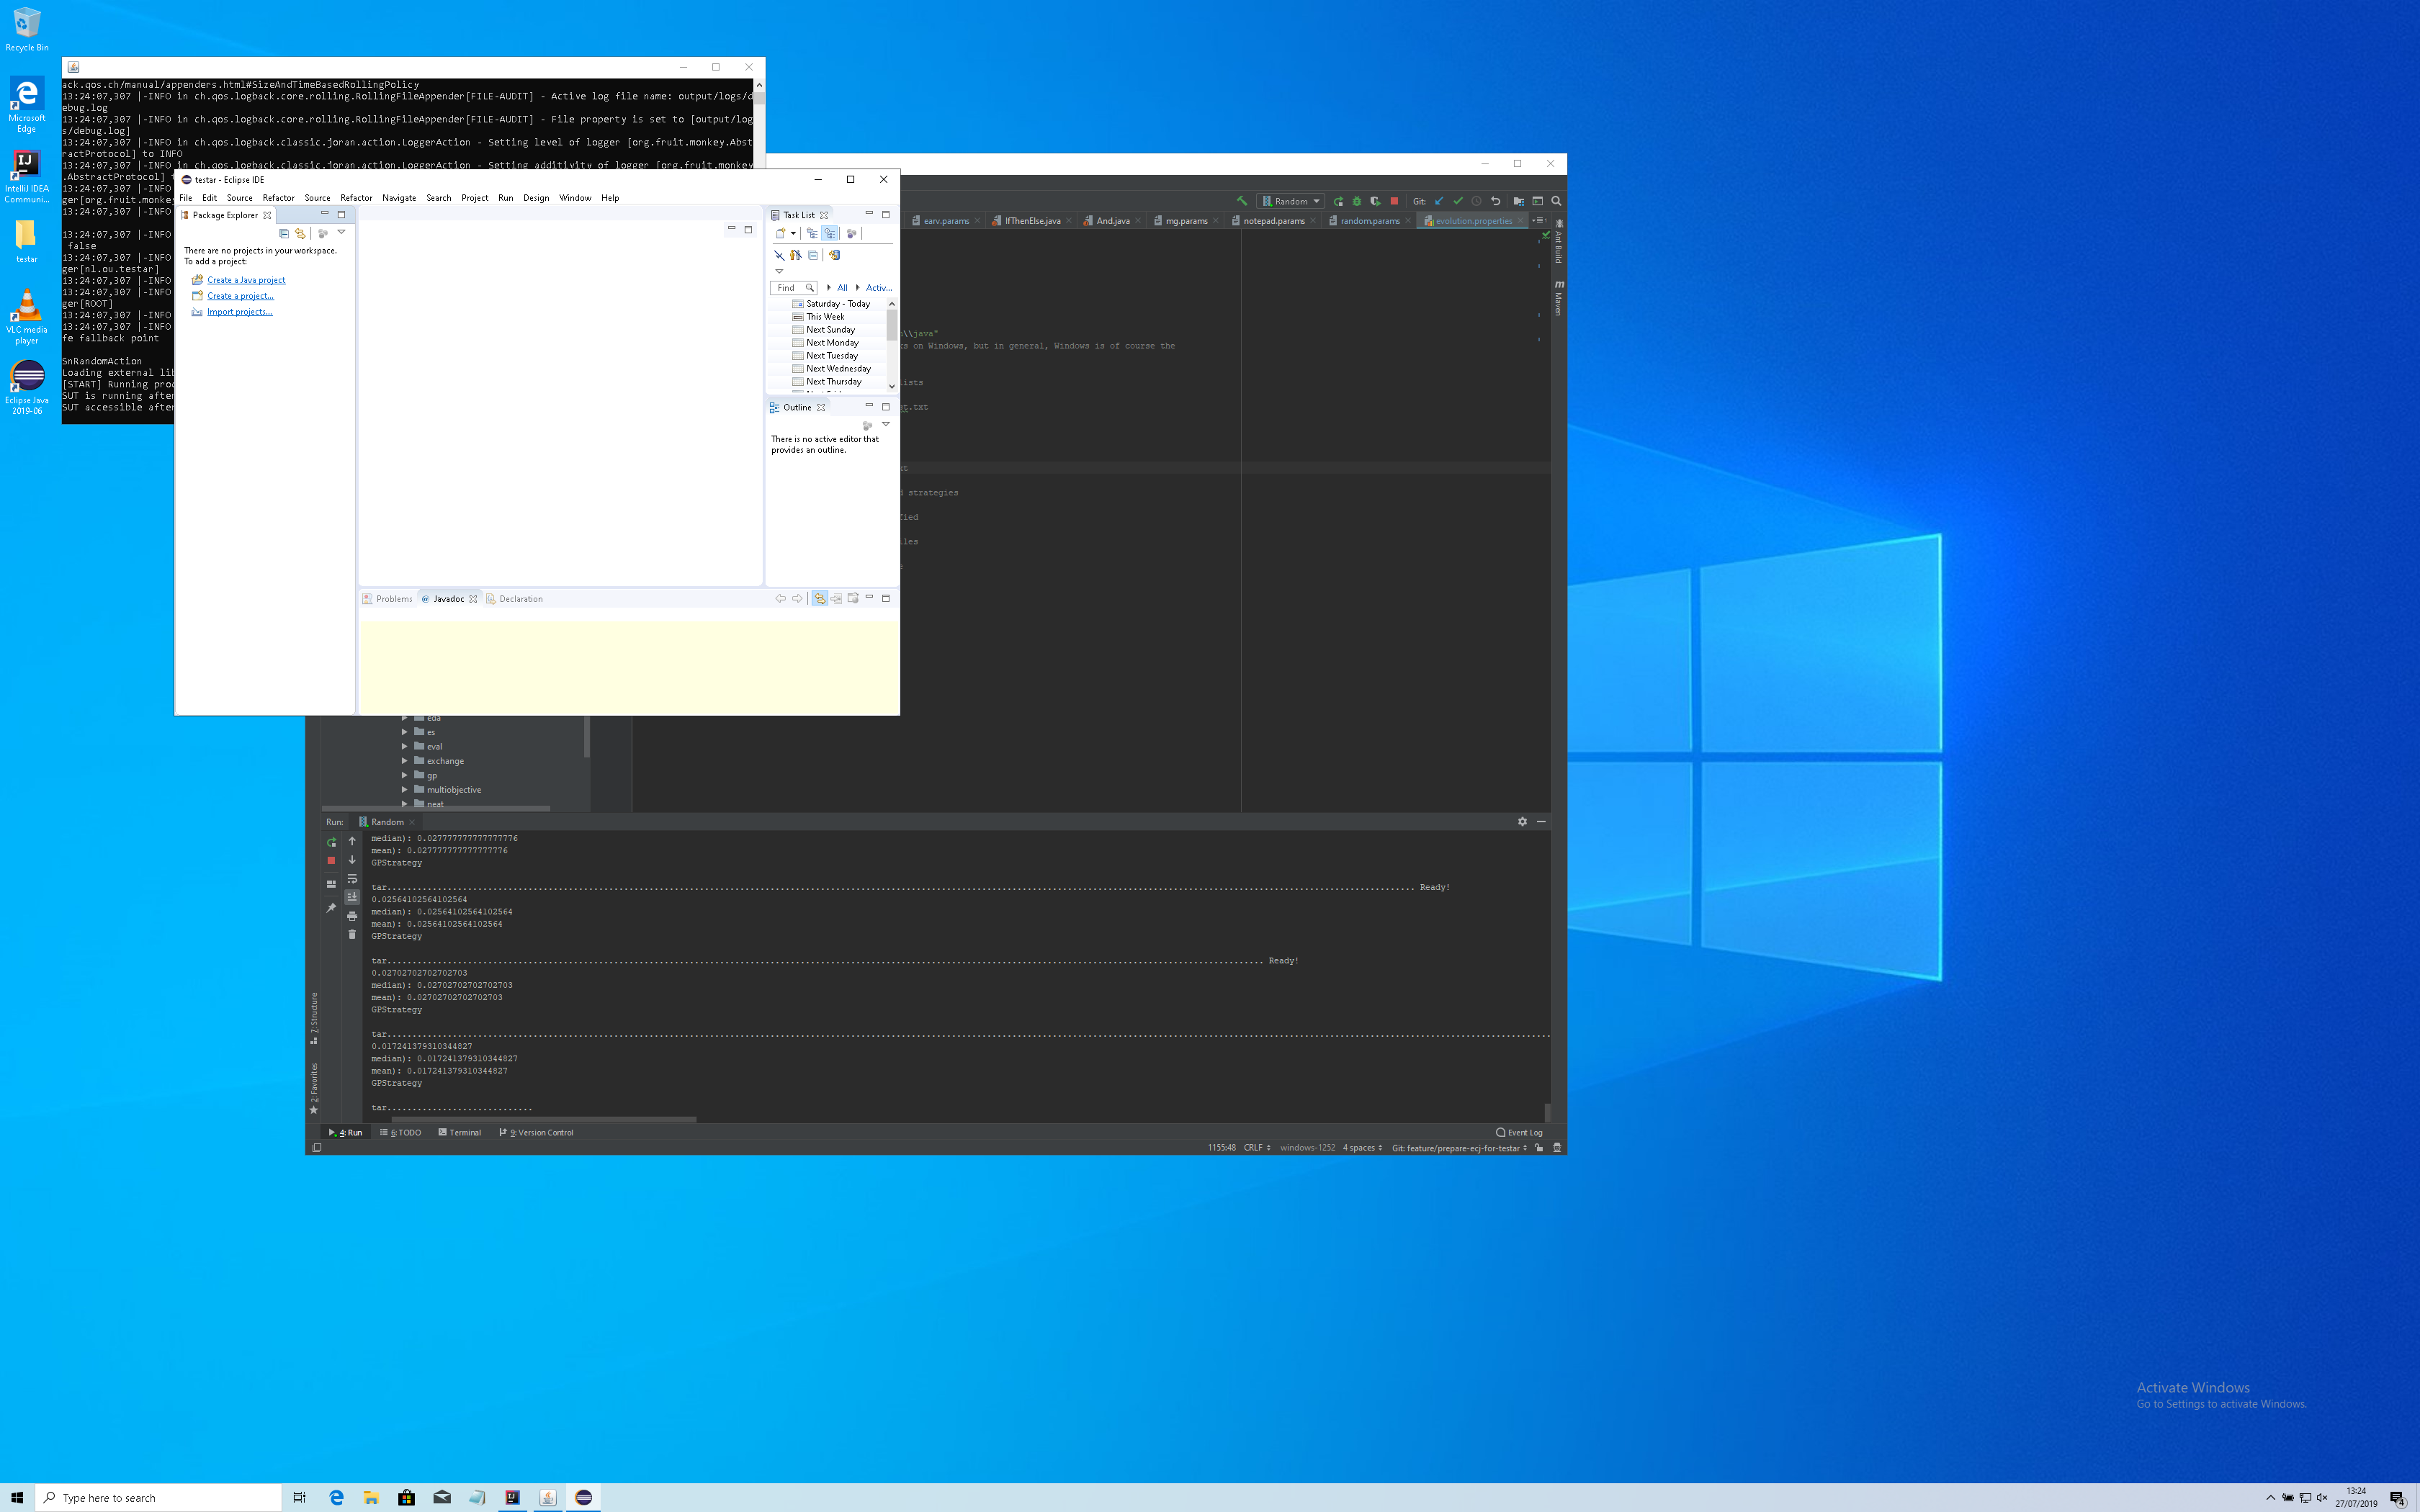 Recycle Bin
Microsoft
Edge
IntelliJ IDEA
Communi...
testar
VLC media
player
Eclipse Java
2019-06
ack.qos.ch/manual/appenders.html#SizeAndTimeBasedRollingPolicy
13:24:07,307 |-INFO in ch.qos.logback.core.rolling.RollingFileAppender[FILE-AUDIT] - Active log file name: output/logs/d
ebug.log
13:24:07,307 |-INFO in ch.qos.logback.core.rolling.RollingFileAppender[FILE-AUDIT] - File property is set to [output/log
s/debug.log]
13:24:07,307 |-INFO in ch.qos.logback.classic.joran.action.LoggerAction - Setting level of logger [org.fruit.monkey.Abst
ractProtocol] to INFO
13:24:07,307 |-INFO in ch.qos.logback.classic.joran.action.LoggerAction - Setting additivity of logger [org.fruit.monkey
.AbstractProtocol] t
13:24:07,307 |-INFO
ger[org.fruit.monkey
13:24:07,307 |-INFO
13:24:07,307 |-INFO
false
13:24:07,307 |-INFO
ger[nl.ou.testar]
13:24:07,307 |-INFO
13:24:07,307 |-INFO
13:24:07,307 |-INFO
ger[ROOT]
13:24:07,307 |-INFO
13:24:07,307 |-INFO
fe fallback point
SnRandomAction
Loading external lib
[START] Running proc
SUT is running after
SUT accessible after
testar - Eclipse IDE
File Edit Source Refactor Source Refactor Navigate Search Project Run Design Window Help
Package Explorer
There are no projects in your workspace.
To add a project:
Create a Java project
Create a project...
Import projects...
Task List
Find All Activ...
Saturday - Today
This Week
Next Sunday
Next Monday
Next Tuesday
Next Wednesday
Next Thursday
Outline
There is no active editor that
provides an outline.
Problems @ Javadoc Declaration
Random Git:
earv.params IfThenElse.java And.java mg.params notepad.params random.params evolution.properties
Ant Build
m Maven
\\java"
s on Windows, but in general, Windows is of course the
ists
t.txt
xt
strategies
fied
les
eda
es
eval
exchange
gp
multiobjective
neat
Run: Random
median): 0.027777777777777776
mean): 0.027777777777777776
GPStrategy
tar............................................................ Ready!
0.02564102564102564
median): 0.02564102564102564
mean): 0.02564102564102564
GPStrategy
tar............................................................ Ready!
0.02702702702702703
median): 0.02702702702702703
mean): 0.02702702702702703
GPStrategy
tar............................................................
0.017241379310344827
median): 0.017241379310344827
mean): 0.017241379310344827
GPStrategy
tar.............................
7: Structure
2: Favorites
4: Run 6: TODO Terminal 9: Version Control Event Log
1155:48 CRLF windows-1252 4 spaces Git: feature/prepare-ecj-for-testar
Activate Windows
Go to Settings to activate Windows.
Type here to search
13:24
27/07/2019
4